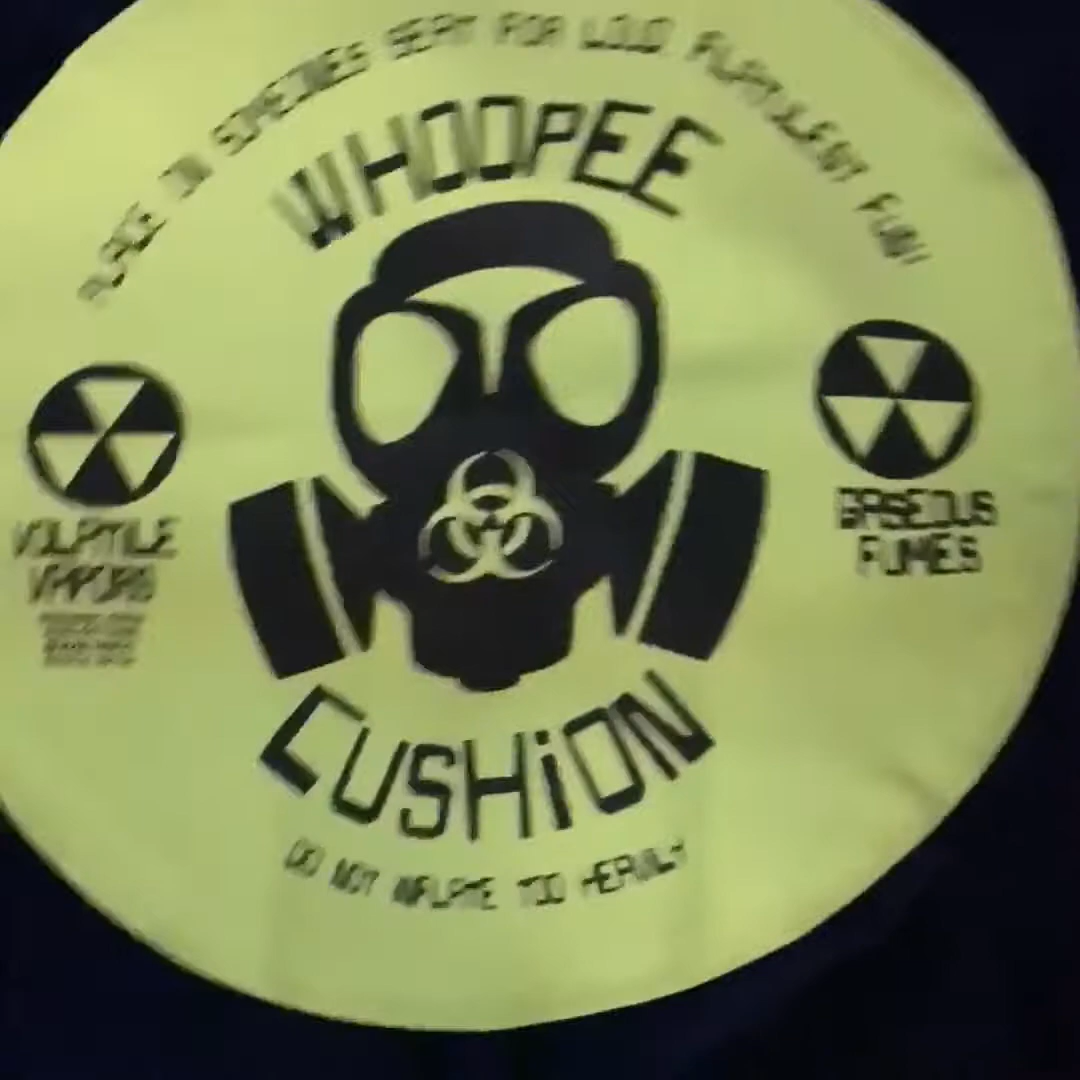 PLACE ON SOMEONES SEAT FOR LOUD FLATULENT FUN!
WHOOPEE
VOLATILE
VAPORS
GASEOUS
FUMES
CUSHiON
DO NOT INFLATE TOO HEAVILY